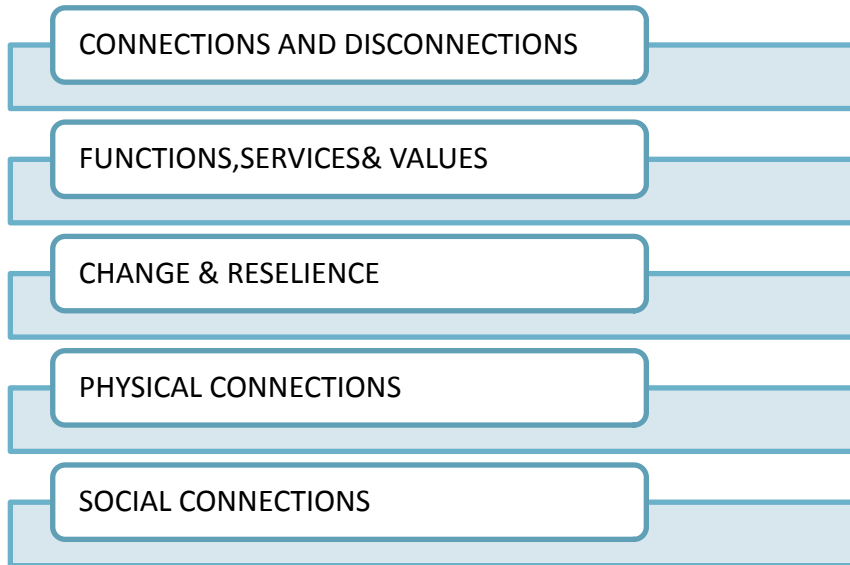 CONNECTIONS AND DISCONNECTIONS
FUNCTIONS,SERVICES& VALUES
CHANGE & RESELIENCE
PHYSICAL CONNECTIONS
SOCIAL CONNECTIONS